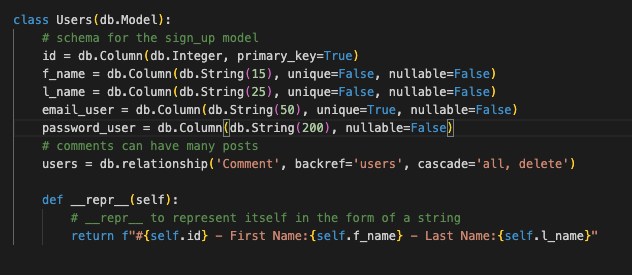 class Users(db.Model):
    # schema for the sign_up model
    id = db.Column(db.Integer, primary_key=True)
    f_name = db.Column(db.String(15), unique=False, nullable=False)
    l_name = db.Column(db.String(25), unique=False, nullable=False)
    email_user = db.Column(db.String(50), unique=True, nullable=False)
    password_user = db.Column(db.String(200), nullable=False)
    # comments can have many posts
    users = db.relationship('Comment', backref='users', cascade='all, delete')

    def __repr__(self):
        # __repr__ to represent itself in the form of a string
        return f"#{self.id} - First Name:{self.f_name} - Last Name:{self.l_name}"